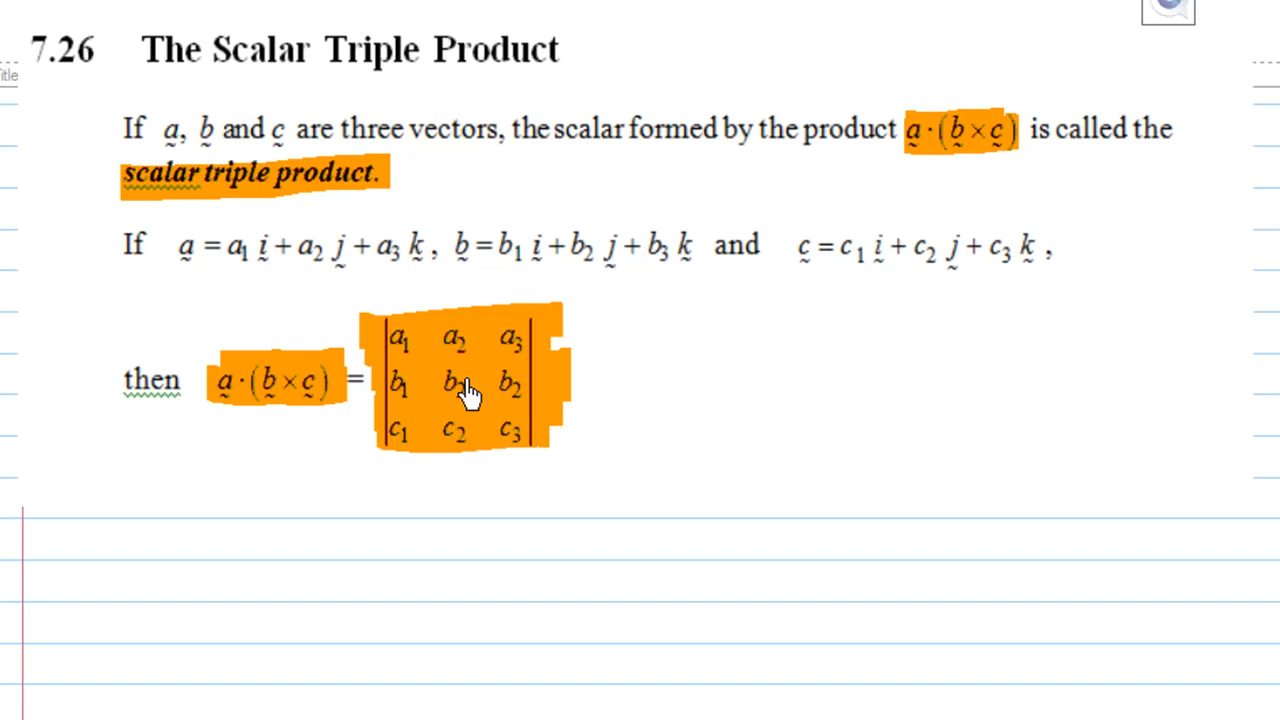 7.26 The Scalar Triple Product
itle
If a, b and c are three vectors, the scalar formed by the product a · (b × c) is called the
scalar triple product.
If a = a₁ i + a₂ j + a₃ k, b = b₁ i + b₂ j + b₃ k and c = c₁ i + c₂ j + c₃ k ,
a₁ a₂ a₃
then a · (b × c) = | b₁ b₂ b₂ |
c₁ c₂ c₃